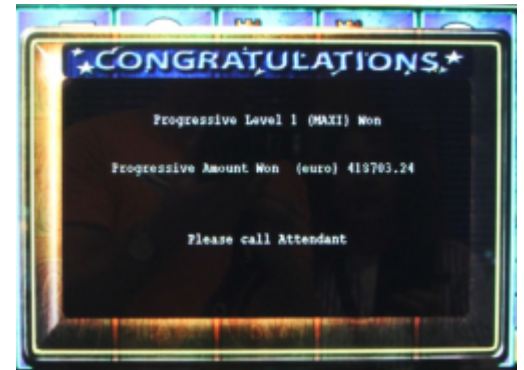 CONGRATULATIONS
Progressive Level 1 (MAXI) Won
Progressive Amount Won (euro) 418703.24
Please call Attendant